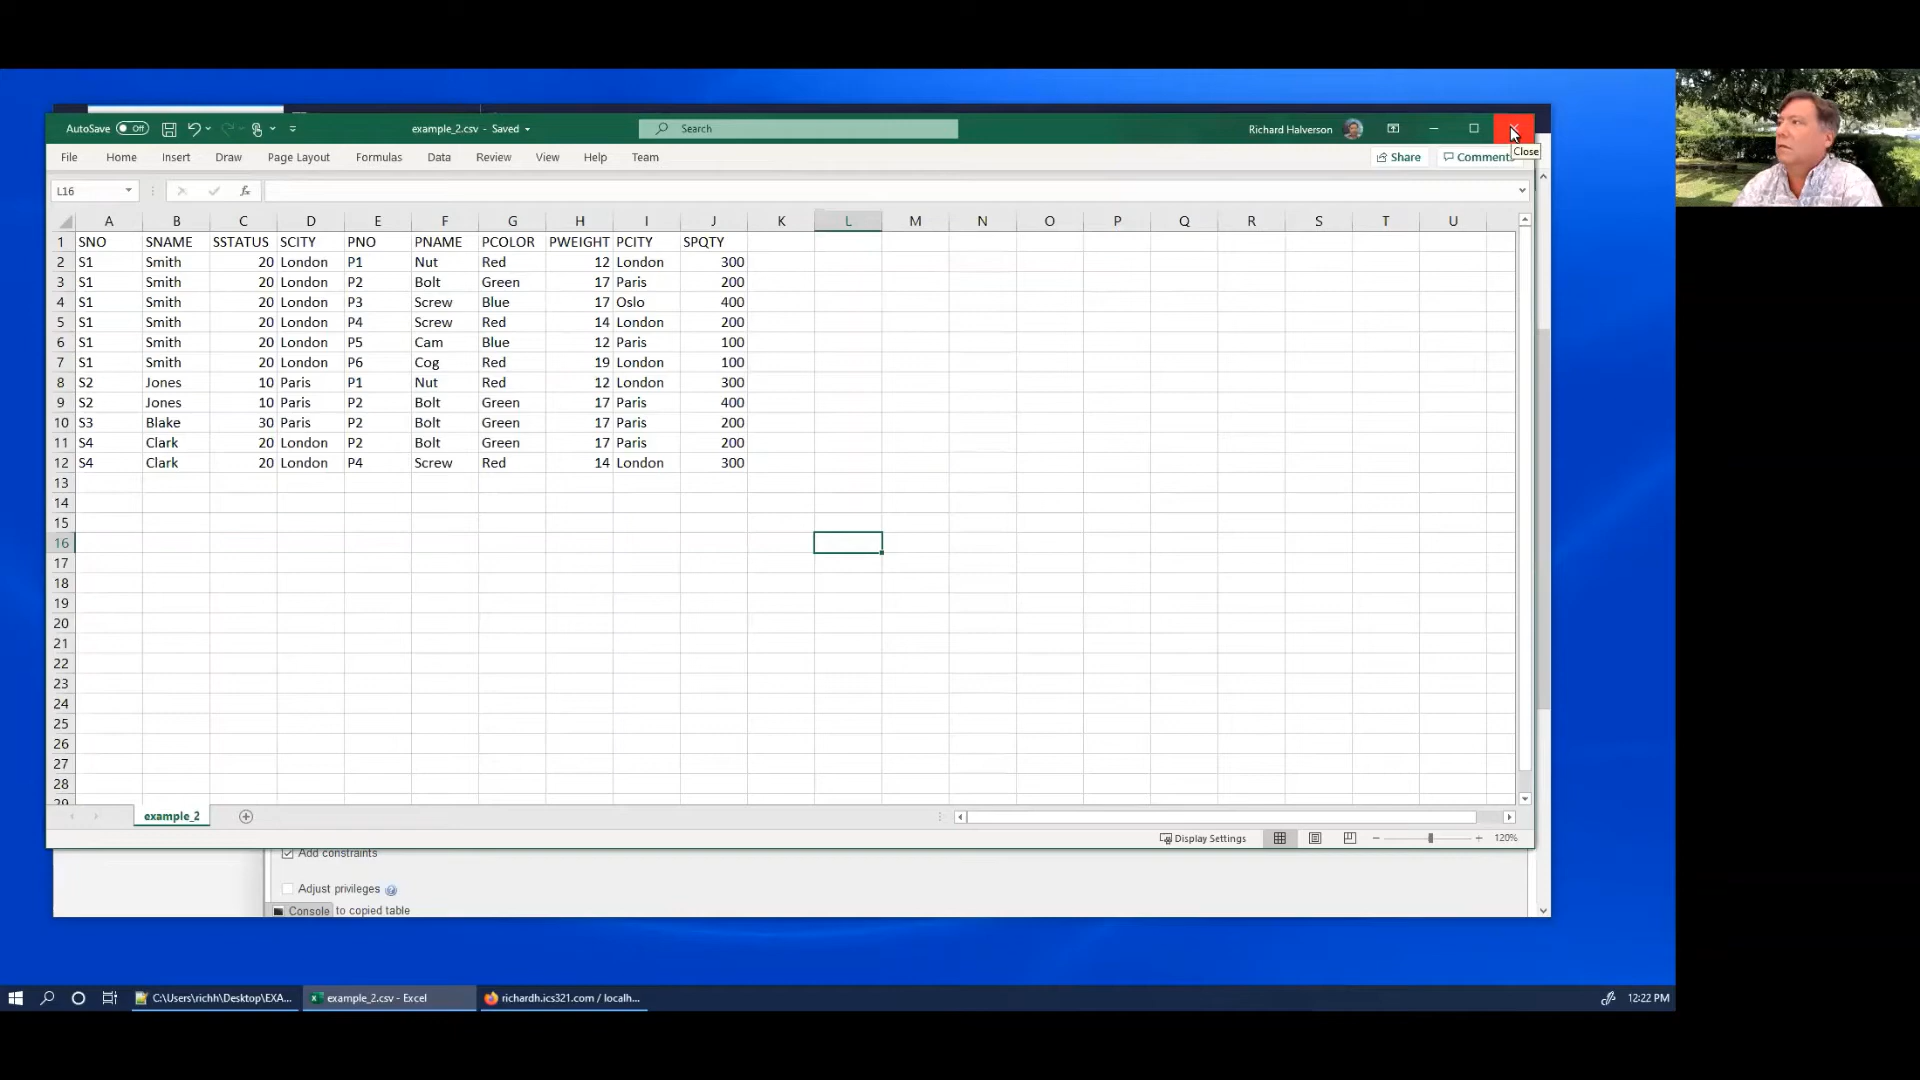 AutoSave Off example_2.csv - Saved Search Richard Halverson
Close
File Home Insert Draw Page Layout Formulas Data Review View Help Team Share Comments
L16 fx
A B C D E F G H I J K L M N O P Q R S T U
1 SNO SNAME SSTATUS SCITY PNO PNAME PCOLOR PWEIGHT PCITY SPQTY
2 S1 Smith 20 London P1 Nut Red 12 London 300
3 S1 Smith 20 London P2 Bolt Green 17 Paris 200
4 S1 Smith 20 London P3 Screw Blue 17 Oslo 400
5 S1 Smith 20 London P4 Screw Red 14 London 200
6 S1 Smith 20 London P5 Cam Blue 12 Paris 100
7 S1 Smith 20 London P6 Cog Red 19 London 100
8 S2 Jones 10 Paris P1 Nut Red 12 London 300
9 S2 Jones 10 Paris P2 Bolt Green 17 Paris 400
10 S3 Blake 30 Paris P2 Bolt Green 17 Paris 200
11 S4 Clark 20 London P2 Bolt Green 17 Paris 200
12 S4 Clark 20 London P4 Screw Red 14 London 300
13
14
15
16
17
18
19
20
21
22
23
24
25
26
27
28
29
example_2
Display Settings 120%
Add constraints
Adjust privileges
Console to copied table
C:\Users\richh\Desktop\EXA... example_2.csv - Excel richardh.ics321.com / localh... 12:22 PM